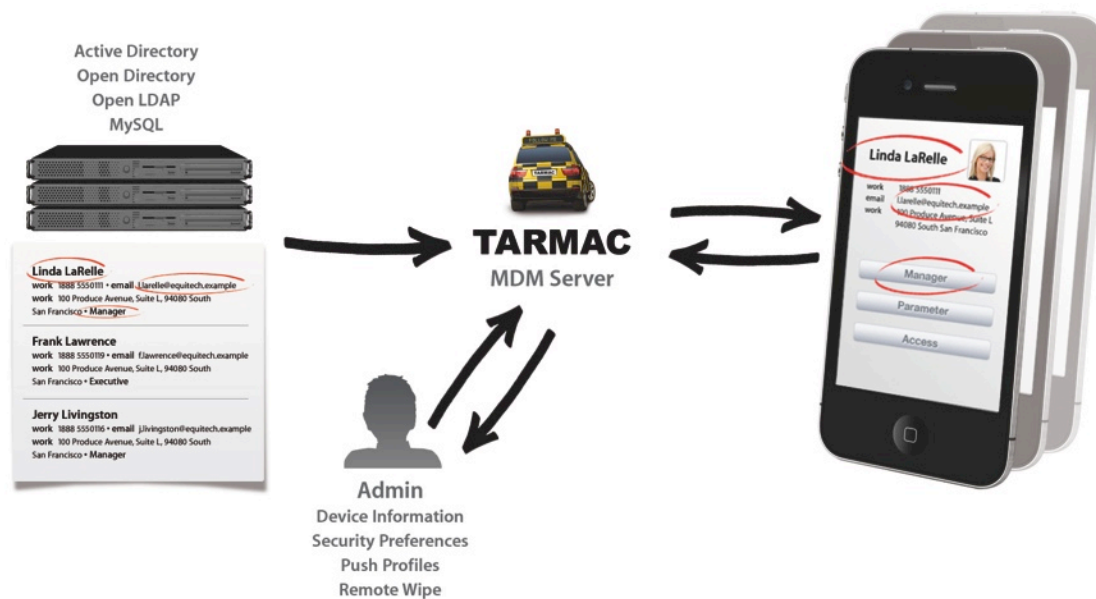 Active Directory
Open Directory
Open LDAP
MySQL
Linda LaRelle
work 1888 5550111 • email l.larelle@equitech.example
work 100 Produce Avenue, Suite L, 94080 South
San Francisco • Manager
Frank Lawrence
work 1888 5550119 • email f.lawrence@equitech.example
work 100 Produce Avenue, Suite L, 94080 South
San Francisco • Executive
Jerry Livingston
work 1888 5550116 • email j.livingston@equitech.example
work 100 Produce Avenue, Suite L, 94080 South
San Francisco • Manager
TARMAC
TARMAC
MDM Server
Admin
Device Information
Security Preferences
Push Profiles
Remote Wipe
Linda LaRelle
work 1888 5550111
email l.larelle@equitech.example
work 100 Produce Avenue, Suite L
94080 South San Francisco
Manager
Parameter
Access